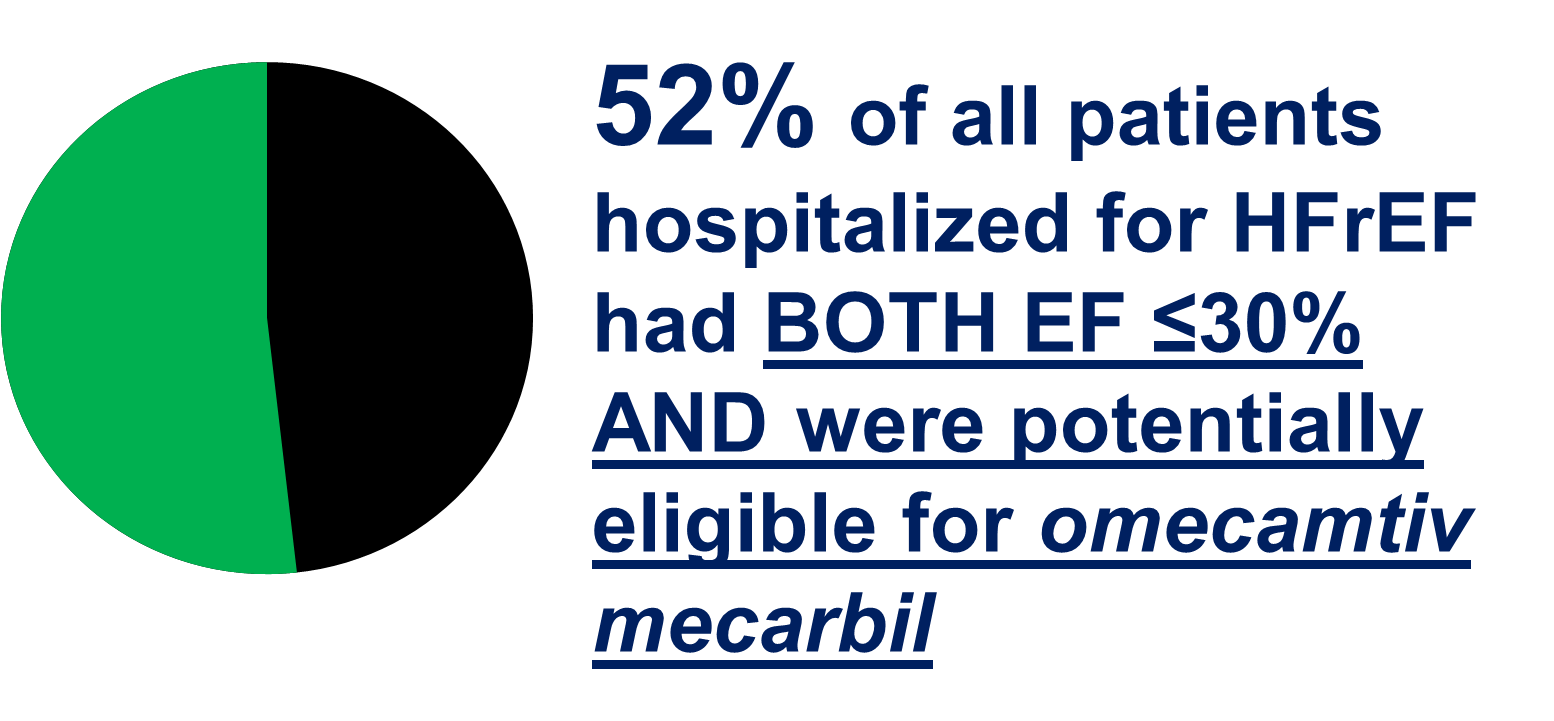 52% of all patients
hospitalized for HFrEF
had BOTH EF ≤30%
AND were potentially
eligible for omecamtiv
mecarbil